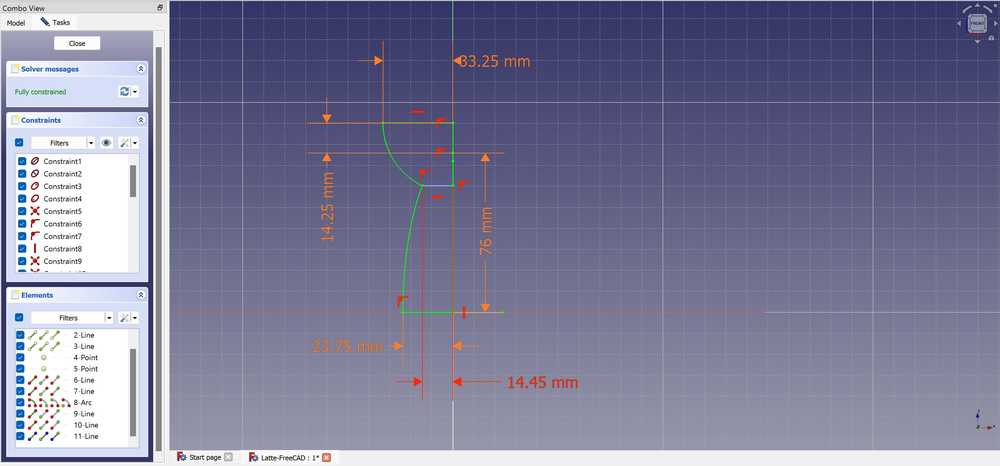 Combo View
Model
Tasks
Close
Solver messages
Fully constrained
Constraints
Filters
Constraint1
Constraint2
Constraint3
Constraint4
Constraint5
Constraint6
Constraint7
Constraint8
Constraint9
Elements
Filters
2-Line
3-Line
4-Point
5-Point
6-Line
7-Line
8-Arc
9-Line
10-Line
11-Line
33.25 mm
14.25 mm
76 mm
23.75 mm
14.45 mm
FRONT
Start page
Latte-FreeCAD : 1*